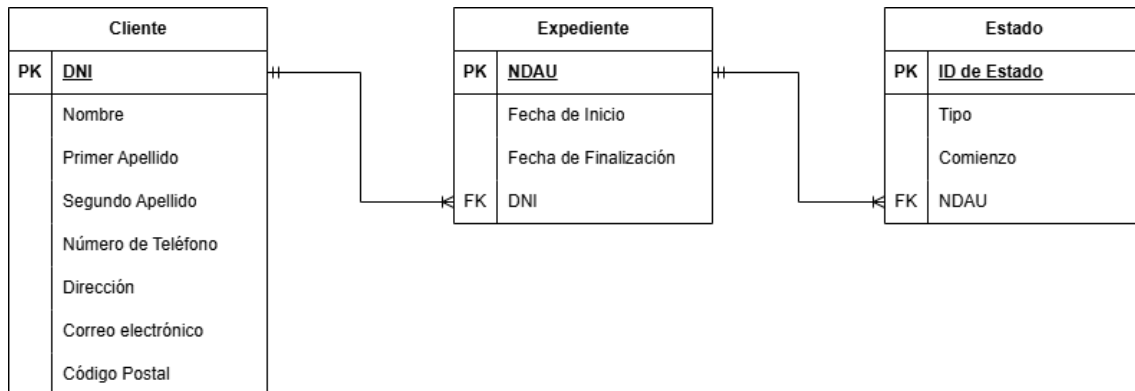 Cliente
PK DNI
Nombre
Primer Apellido
Segundo Apellido
Número de Teléfono
Dirección
Correo electrónico
Código Postal
Expediente
PK NDAU
Fecha de Inicio
Fecha de Finalización
FK DNI
Estado
PK ID de Estado
Tipo
Comienzo
FK NDAU